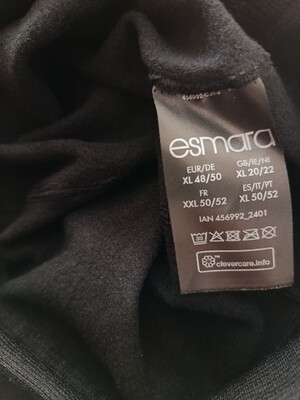 esmara
EUR/DE GB/IE/NI
XL 48/50 XL 20/22
FR ES/IT/PT
XXL 50/52 XL 50/52
IAN 456992_2401
clevercare.info